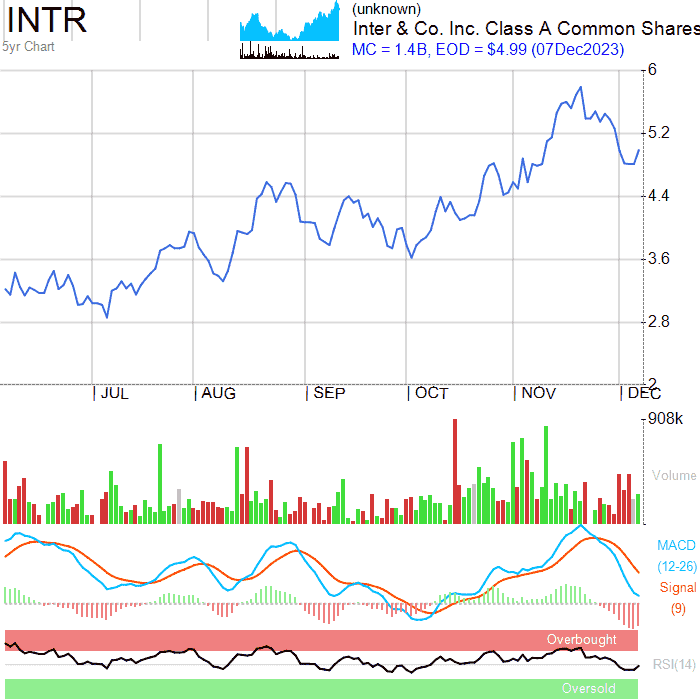 INTR
5yr Chart
(unknown)
Inter & Co. Inc. Class A Common Shares
MC = 1.4B, EOD = $4.99 (07Dec2023)
6
5.2
4.4
3.6
2.8
2
JUL AUG SEP OCT NOV DEC
908k
Volume
MACD
(12-26)
Signal
(9)
Overbought
RSI(14)
Oversold